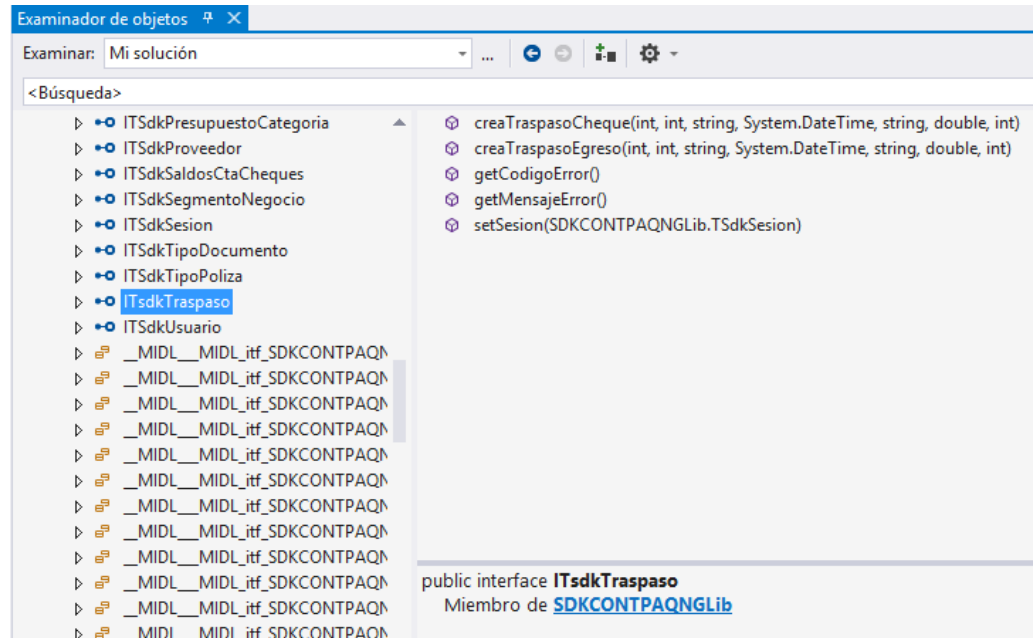 Examinador de objetos
Examinar: Mi solución ...
<Búsqueda>
ITSdkPresupuestoCategoria
ITSdkProveedor
ITSdkSaldosCtaCheques
ITSdkSegmentoNegocio
ITSdkSesion
ITSdkTipoDocumento
ITSdkTipoPoliza
ITsdkTraspaso
ITSdkUsuario
__MIDL___MIDL_itf_SDKCONTPAQN
__MIDL___MIDL_itf_SDKCONTPAQN
__MIDL___MIDL_itf_SDKCONTPAQN
__MIDL___MIDL_itf_SDKCONTPAQN
__MIDL___MIDL_itf_SDKCONTPAQN
__MIDL___MIDL_itf_SDKCONTPAQN
__MIDL___MIDL_itf_SDKCONTPAQN
__MIDL___MIDL_itf_SDKCONTPAQN
__MIDL___MIDL_itf_SDKCONTPAQN
__MIDL___MIDL_itf_SDKCONTPAQN
__MIDL___MIDL_itf_SDKCONTPAQN
__MIDL___MIDL_itf_SDKCONTPAQN
creaTraspasoCheque(int, int, string, System.DateTime, string, double, int)
creaTraspasoEgreso(int, int, string, System.DateTime, string, double, int)
getCodigoError()
getMensajeError()
setSesion(SDKCONTPAQNGLib.TSdkSesion)
public interface ITsdkTraspaso
Miembro de SDKCONTPAQNGLib